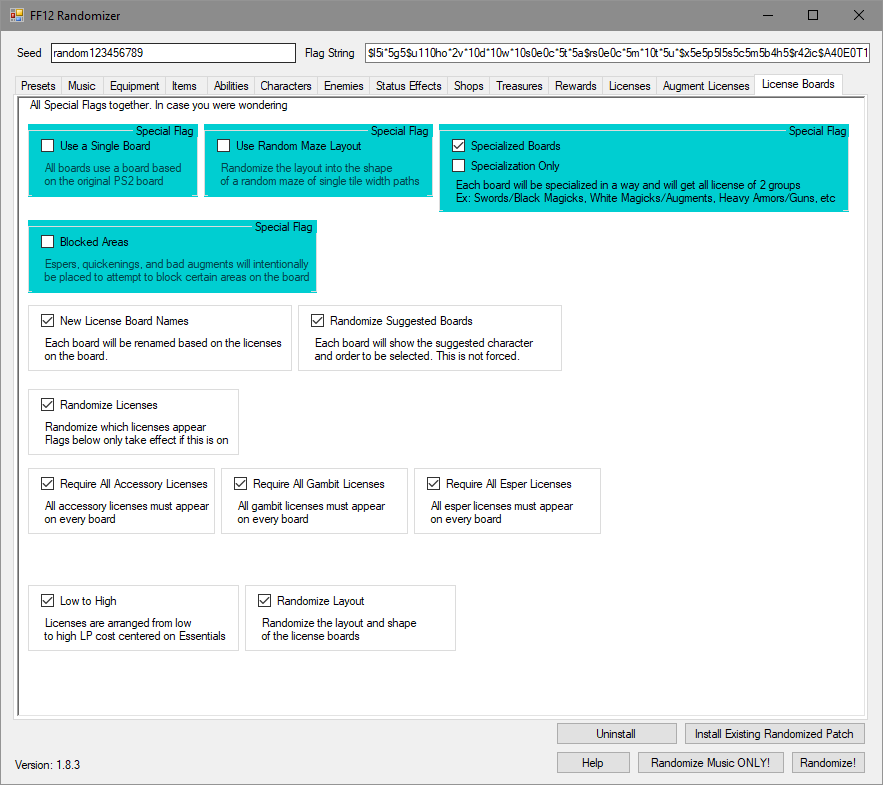 FF12 Randomizer
Seed random123456789 Flag String $l5i*5g5$u110ho*2v*10d*10w*10s0e0c*5t*5a$rs0e0c*5m*10t*5u*$x5e5p5l5s5c5m5b4h5$r42ic$A40E0T1
Presets Music Equipment Items Abilities Characters Enemies Status Effects Shops Treasures Rewards Licenses Augment Licenses License Boards
All Special Flags together. In case you were wondering
Special Flag
Use a Single Board
All boards use a board based
on the original PS2 board
Special Flag
Use Random Maze Layout
Randomize the layout into the shape
of a random maze of single tile width paths
Special Flag
Specialized Boards
Specialization Only
Each board will be specialized in a way and will get all license of 2 groups
Ex: Swords/Black Magicks, White Magicks/Augments, Heavy Armors/Guns, etc
Special Flag
Blocked Areas
Espers, quickenings, and bad augments will intentionally
be placed to attempt to block certain areas on the board
New License Board Names
Each board will be renamed based on the licenses
on the board.
Randomize Suggested Boards
Each board will show the suggested character
and order to be selected. This is not forced.
Randomize Licenses
Randomize which licenses appear
Flags below only take effect if this is on
Require All Accessory Licenses
All accessory licenses must appear
on every board
Require All Gambit Licenses
All gambit licenses must appear
on every board
Require All Esper Licenses
All esper licenses must appear
on every board
Low to High
Licenses are arranged from low
to high LP cost centered on Essentials
Randomize Layout
Randomize the layout and shape
of the license boards
Uninstall Install Existing Randomized Patch
Version: 1.8.3 Help Randomize Music ONLY! Randomize!